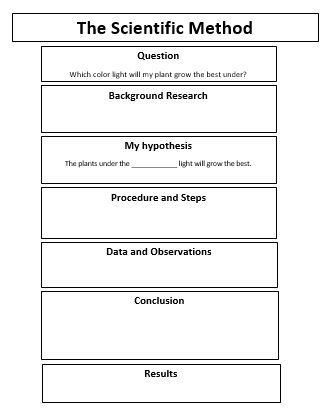 The Scientific Method
Question
Which color light will my plant grow the best under?
Background Research
My hypothesis
The plants under the ____________ light will grow the best.
Procedure and Steps
Data and Observations
Conclusion
Results